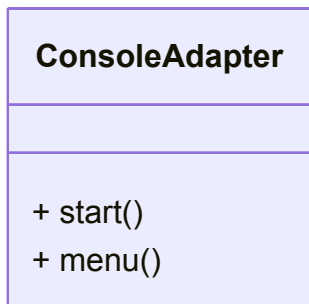 ConsoleAdapter
+ start()
+ menu()